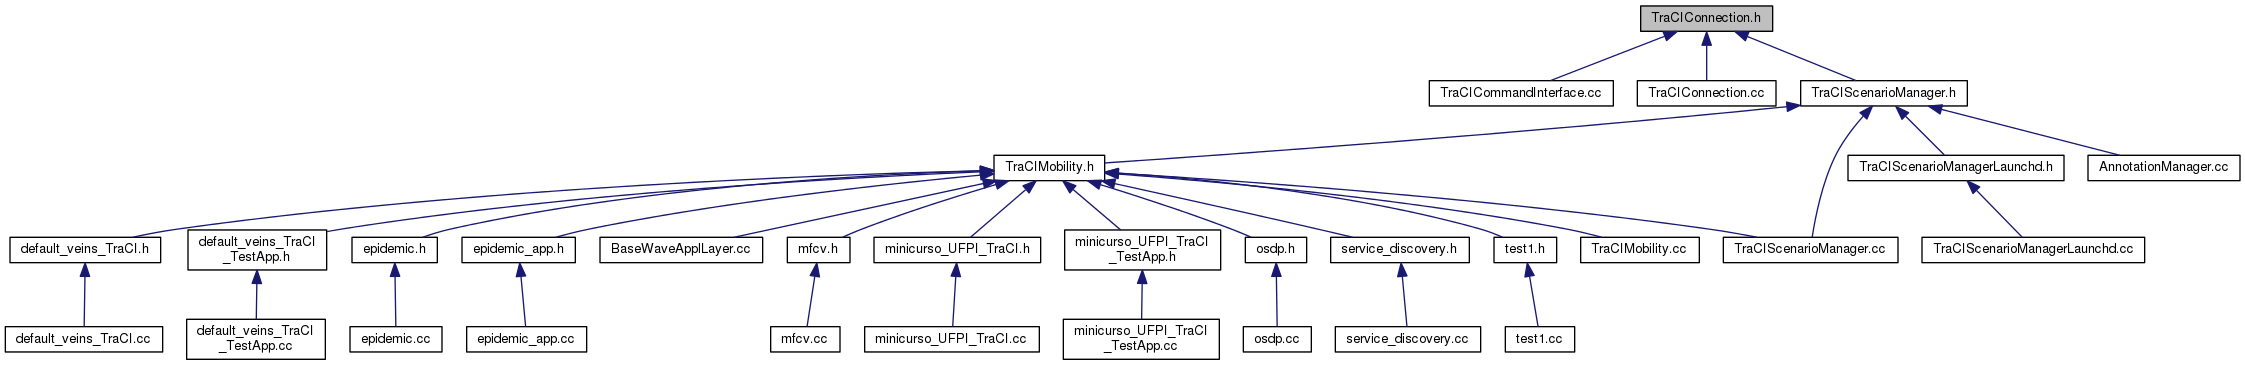 TraCIConnection.h
TraCICommandInterface.cc
TraCIConnection.cc
TraCIScenarioManager.h
TraCIMobility.h
TraCIScenarioManagerLaunchd.h
AnnotationManager.cc
default_veins_TraCI.h
default_veins_TraCI
_TestApp.h
epidemic.h
epidemic_app.h
BaseWaveApplLayer.cc
mfcv.h
minicurso_UFPI_TraCI.h
minicurso_UFPI_TraCI
_TestApp.h
osdp.h
service_discovery.h
test1.h
TraCIMobility.cc
TraCIScenarioManager.cc
TraCIScenarioManagerLaunchd.cc
default_veins_TraCI.cc
default_veins_TraCI
_TestApp.cc
epidemic.cc
epidemic_app.cc
mfcv.cc
minicurso_UFPI_TraCI.cc
minicurso_UFPI_TraCI
_TestApp.cc
osdp.cc
service_discovery.cc
test1.cc